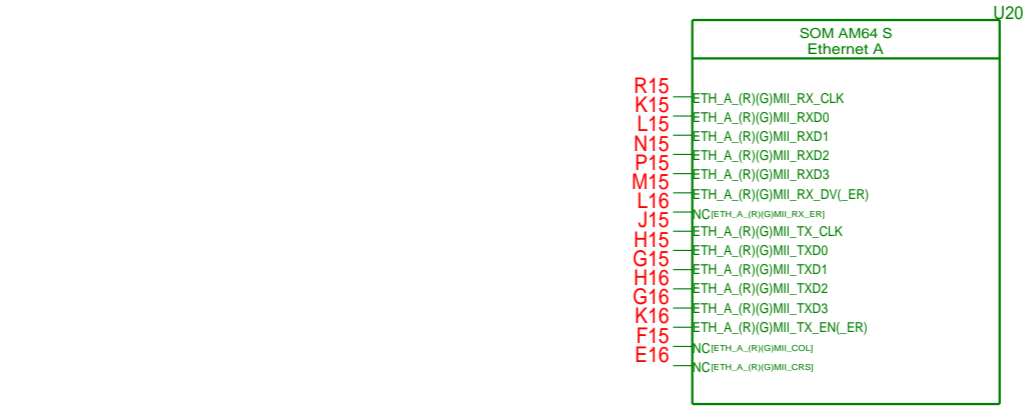 U20
SOM AM64 S
Ethernet A
R15 ETH_A_(R)(G)MII_RX_CLK
K15 ETH_A_(R)(G)MII_RXD0
L15 ETH_A_(R)(G)MII_RXD1
N15 ETH_A_(R)(G)MII_RXD2
P15 ETH_A_(R)(G)MII_RXD3
M15 ETH_A_(R)(G)MII_RX_DV(_ER)
L16 NC[ETH_A_(R)(G)MII_RX_ER]
J15 ETH_A_(R)(G)MII_TX_CLK
H15 ETH_A_(R)(G)MII_TXD0
G15 ETH_A_(R)(G)MII_TXD1
H16 ETH_A_(R)(G)MII_TXD2
G16 ETH_A_(R)(G)MII_TXD3
K16 ETH_A_(R)(G)MII_TX_EN(_ER)
F15 NC[ETH_A_(R)(G)MII_COL]
E16 NC[ETH_A_(R)(G)MII_CRS]